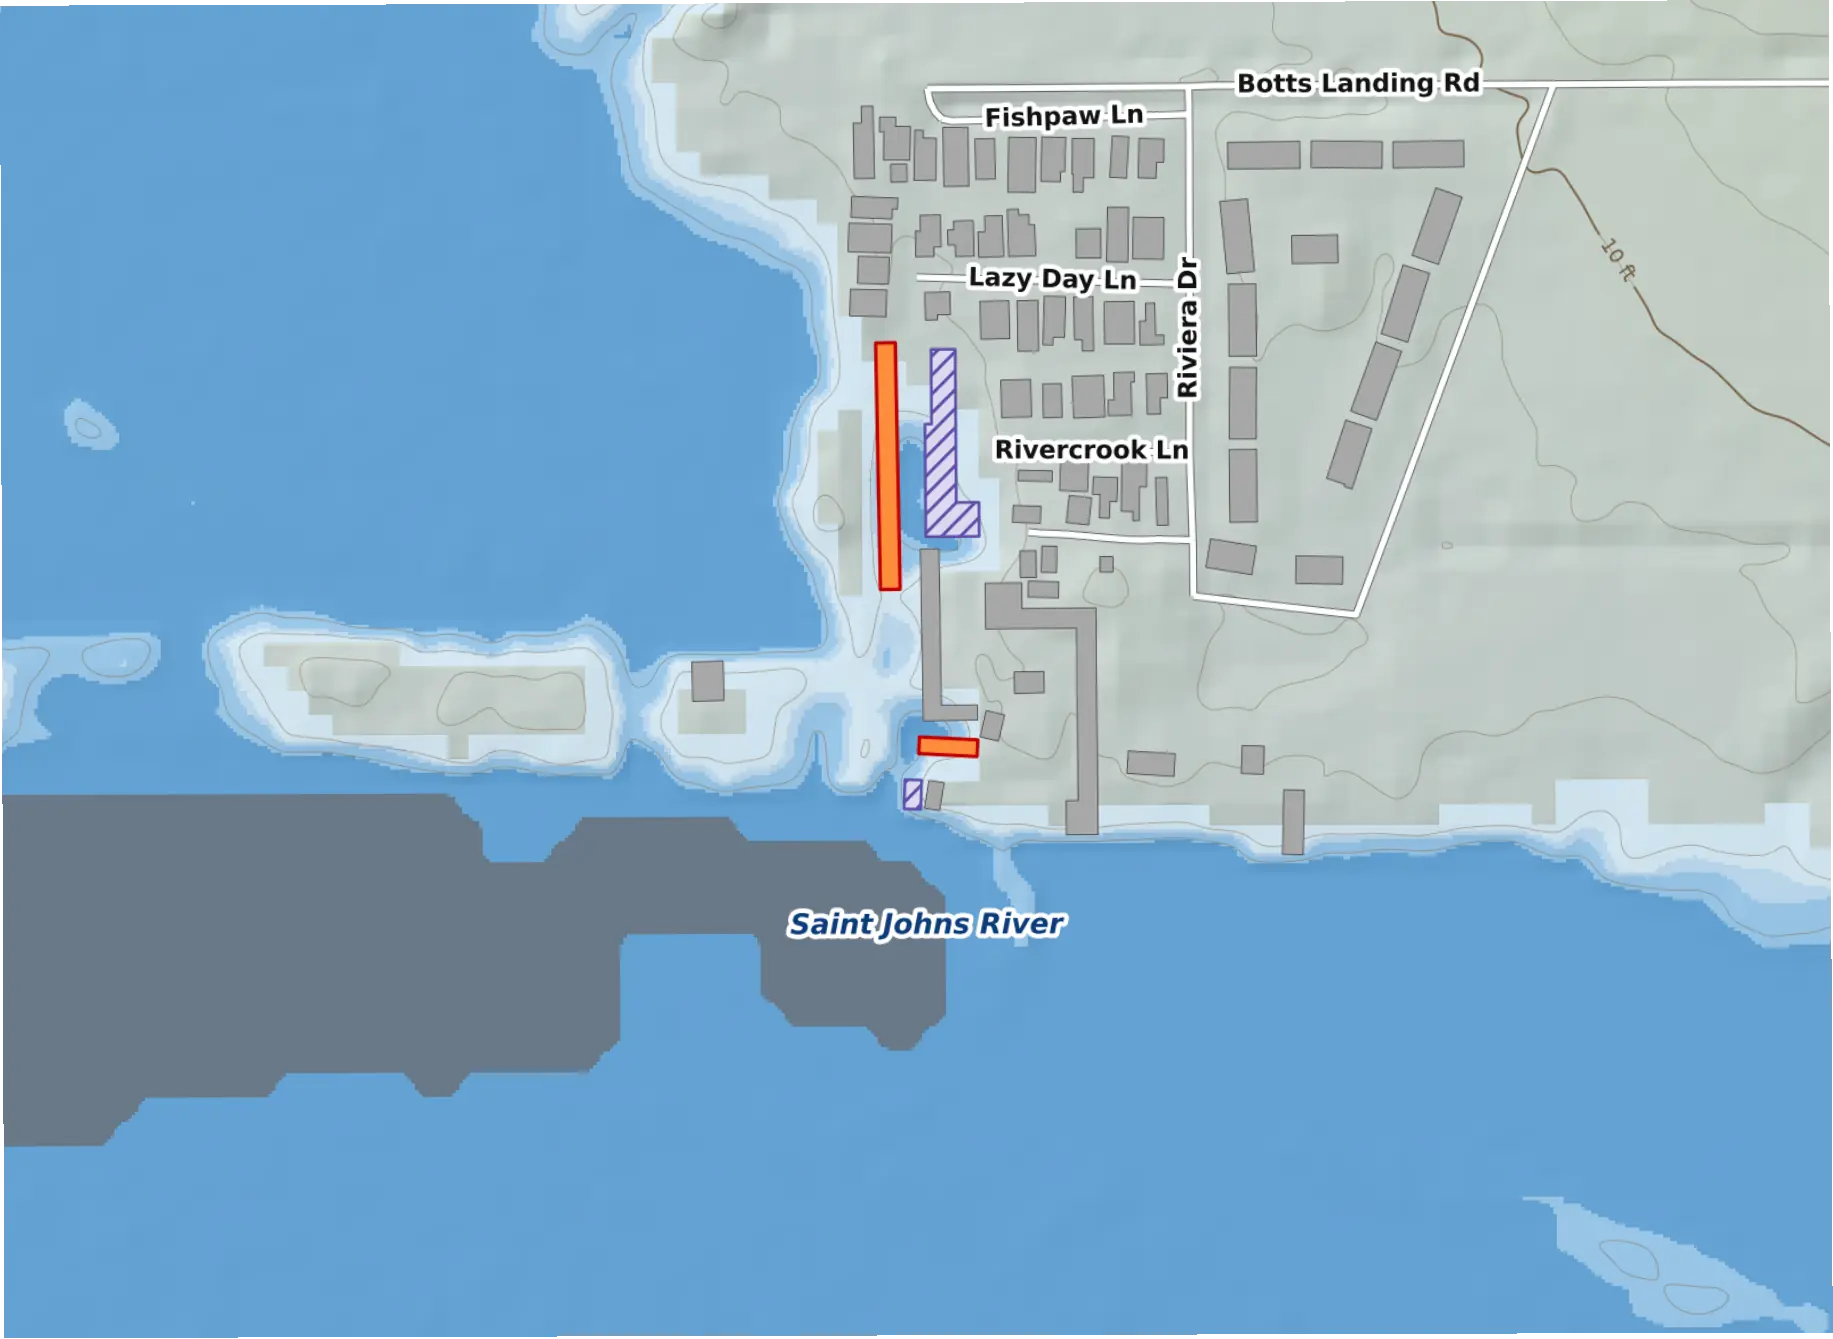 Botts Landing Rd
Fishpaw Ln
10 ft
Lazy Day Ln
Riviera Dr
Rivercrook Ln
Saint Johns River